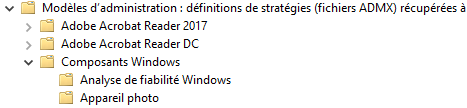 Modèles d'administration : définitions de stratégies (fichiers ADMX) récupérées à
Adobe Acrobat Reader 2017
Adobe Acrobat Reader DC
Composants Windows
Analyse de fiabilité Windows
Appareil photo